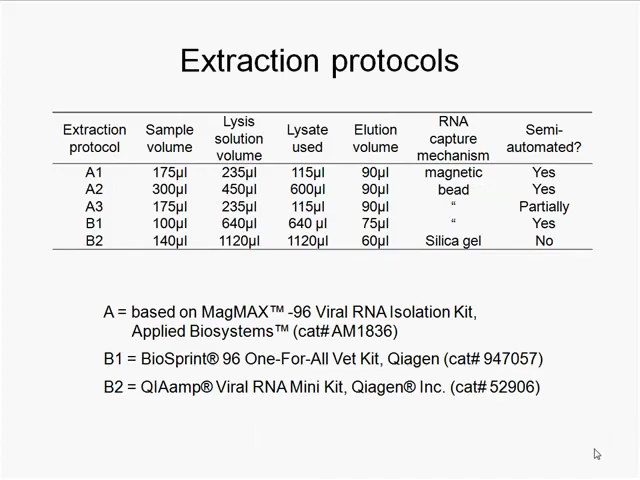 Extraction protocols
Extraction protocol Sample volume Lysis solution volume Lysate used Elution volume RNA capture mechanism Semi-automated?
A1 175µl 235µl 115µl 90µl magnetic Yes
A2 300µl 450µl 600µl 90µl bead Yes
A3 175µl 235µl 115µl 90µl “ Partially
B1 100µl 640µl 640 µl 75µl “ Yes
B2 140µl 1120µl 1120µl 60µl Silica gel No
A = based on MagMAX™ -96 Viral RNA Isolation Kit,
Applied Biosystems™ (cat# AM1836)
B1 = BioSprint® 96 One-For-All Vet Kit, Qiagen (cat# 947057)
B2 = QIAamp® Viral RNA Mini Kit, Qiagen® Inc. (cat# 52906)